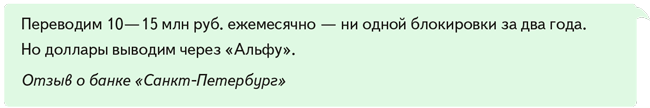 Переводим 10—15 млн руб. ежемесячно — ни одной блокировки за два года.
Но доллары выводим через «Альфу».
Отзыв о банке «Санкт-Петербург»